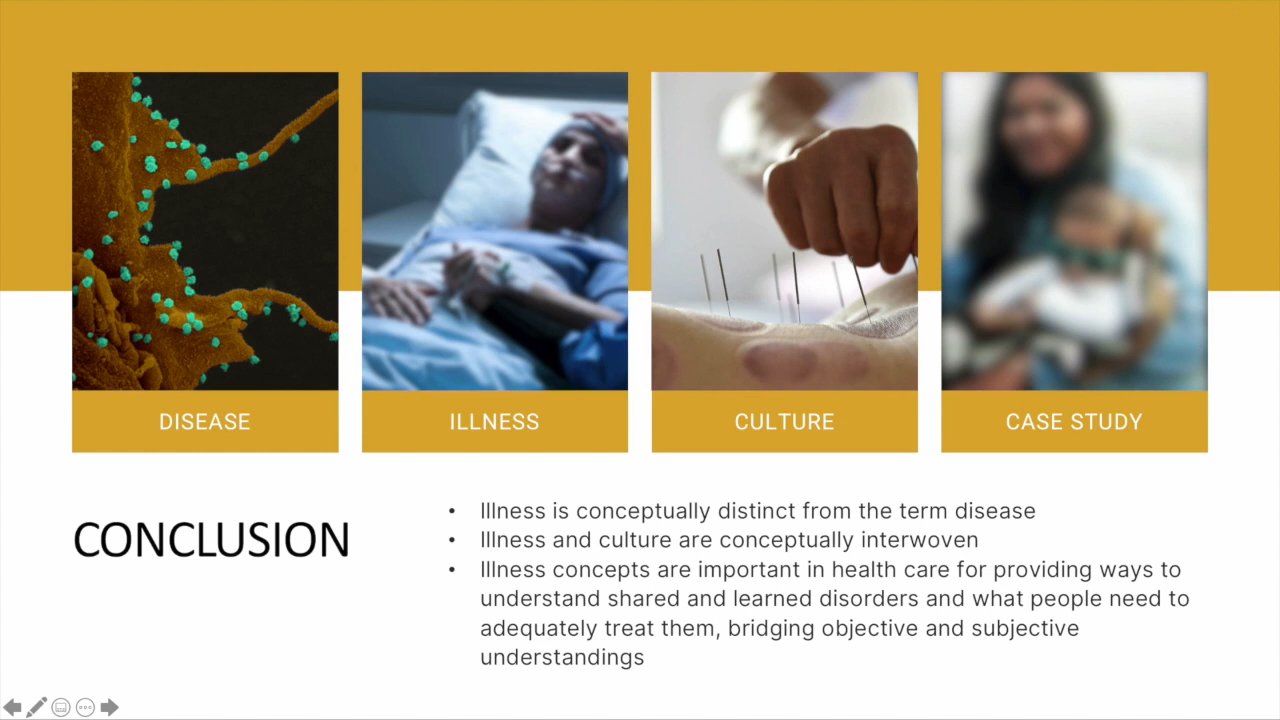 DISEASE
ILLNESS
CULTURE
CASE STUDY
CONCLUSION
• Illness is conceptually distinct from the term disease
• Illness and culture are conceptually interwoven
• Illness concepts are important in health care for providing ways to
understand shared and learned disorders and what people need to
adequately treat them, bridging objective and subjective
understandings